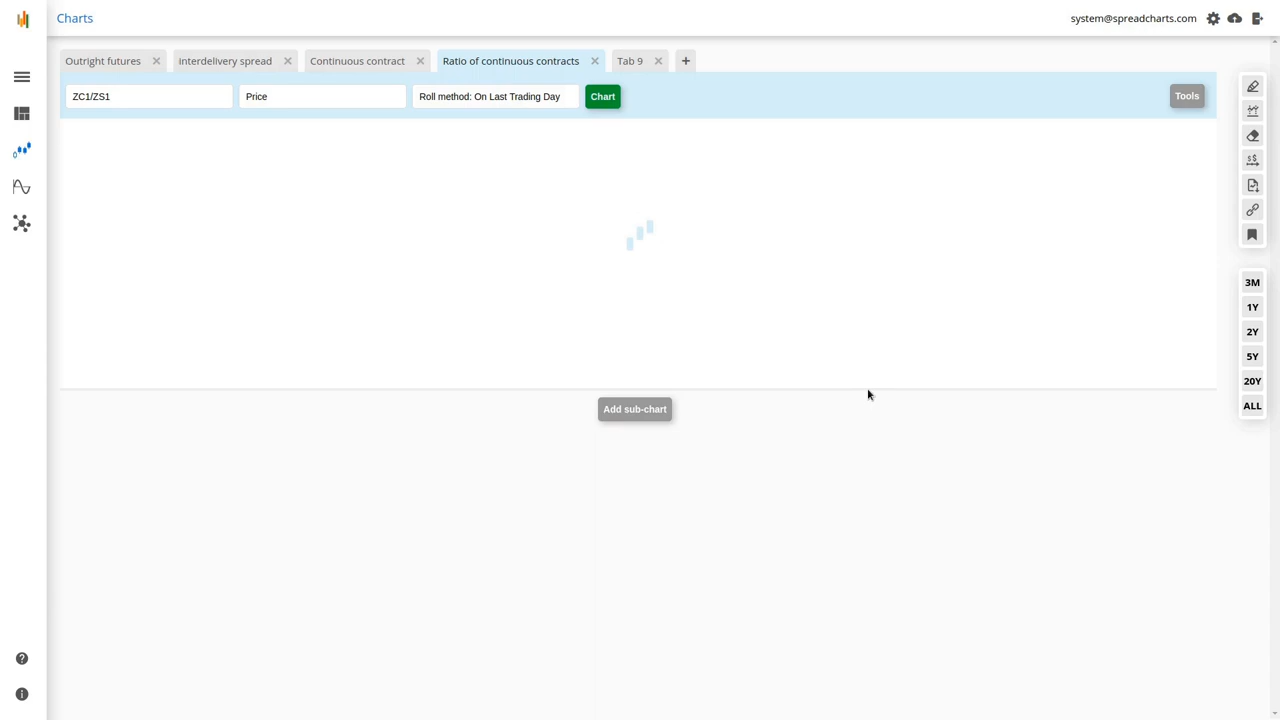 Charts
system@spreadcharts.com
Outright futures
Interdelivery spread
Continuous contract
Ratio of continuous contracts
Tab 9
+
ZC1/ZS1
Price
Roll method: On Last Trading Day
Chart
Tools
3M
1Y
2Y
5Y
20Y
ALL
Add sub-chart